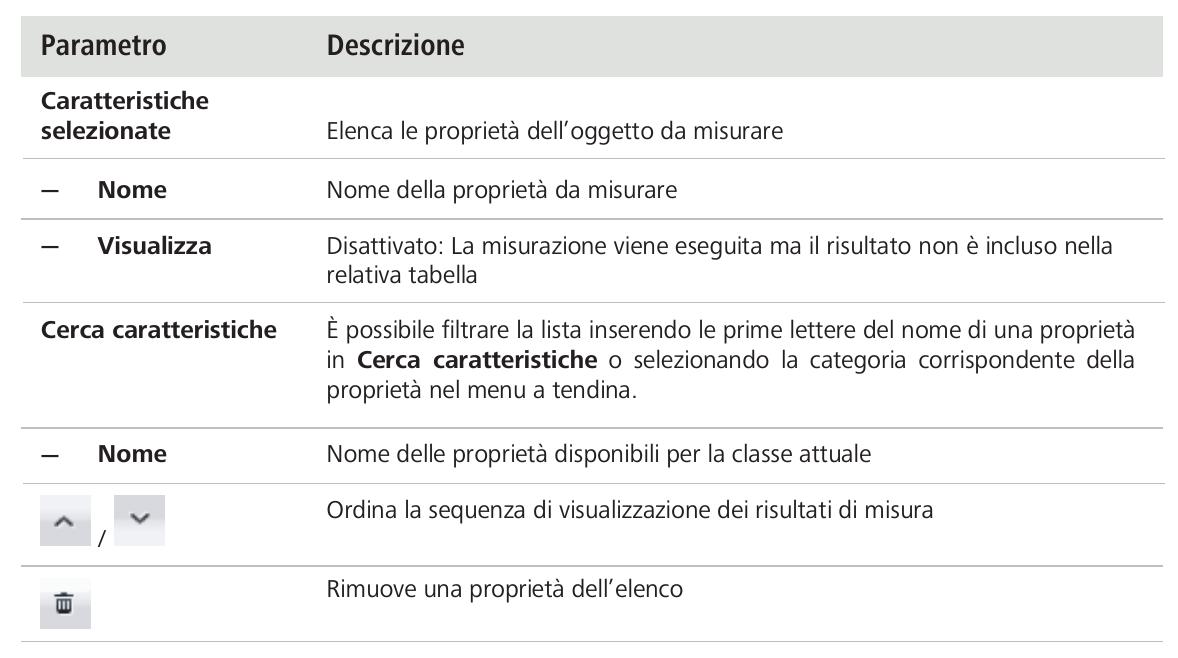 Parametro Descrizione
Caratteristiche
selezionate Elenca le proprietà dell’oggetto da misurare
— Nome Nome della proprietà da misurare
— Visualizza Disattivato: La misurazione viene eseguita ma il risultato non è incluso nella
relativa tabella
Cerca caratteristiche È possibile filtrare la lista inserendo le prime lettere del nome di una proprietà
in Cerca caratteristiche o selezionando la categoria corrispondente della
proprietà nel menu a tendina.
— Nome Nome delle proprietà disponibili per la classe attuale
/ Ordina la sequenza di visualizzazione dei risultati di misura
Rimuove una proprietà dell’elenco